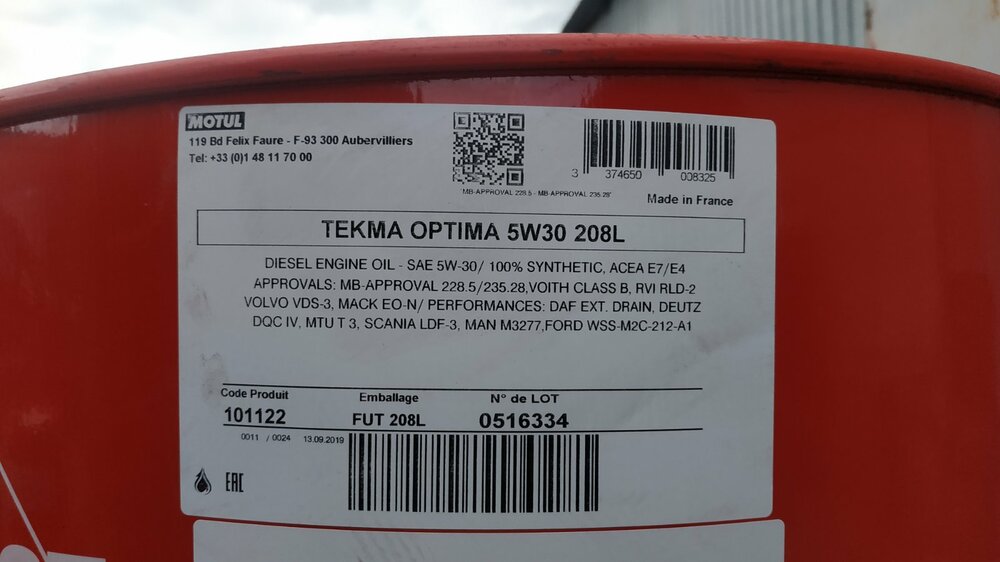 MOTUL
119 Bd Felix Faure - F-93 300 Aubervilliers
Tel: +33 (0)1 48 11 70 00
MB-APPROVAL 228.5 - MB-APPROVAL 235.28
3 374650 008325
Made in France
TEKMA OPTIMA 5W30 208L
DIESEL ENGINE OIL - SAE 5W-30/ 100% SYNTHETIC, ACEA E7/E4
APPROVALS: MB-APPROVAL 228.5/235.28,VOITH CLASS B, RVI RLD-2
VOLVO VDS-3, MACK EO-N/ PERFORMANCES: DAF EXT. DRAIN, DEUTZ
DQC IV, MTU T 3, SCANIA LDF-3, MAN M3277,FORD WSS-M2C-212-A1
Code Produit Emballage N° de LOT
101122 FUT 208L 0516334
0011 / 0024 13.09.2019
EAC